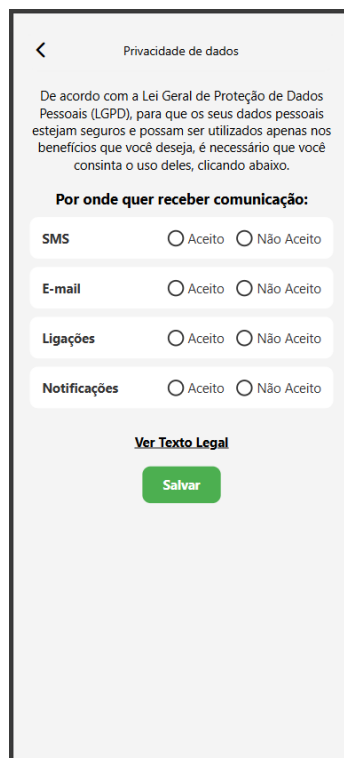 Privacidade de dados
De acordo com a Lei Geral de Proteção de Dados
Pessoais (LGPD), para que os seus dados pessoais
estejam seguros e possam ser utilizados apenas nos
benefícios que você deseja, é necessário que você
consinta o uso deles, clicando abaixo.
Por onde quer receber comunicação:
SMS Aceito Não Aceito
E-mail Aceito Não Aceito
Ligações Aceito Não Aceito
Notificações Aceito Não Aceito
Ver Texto Legal
Salvar